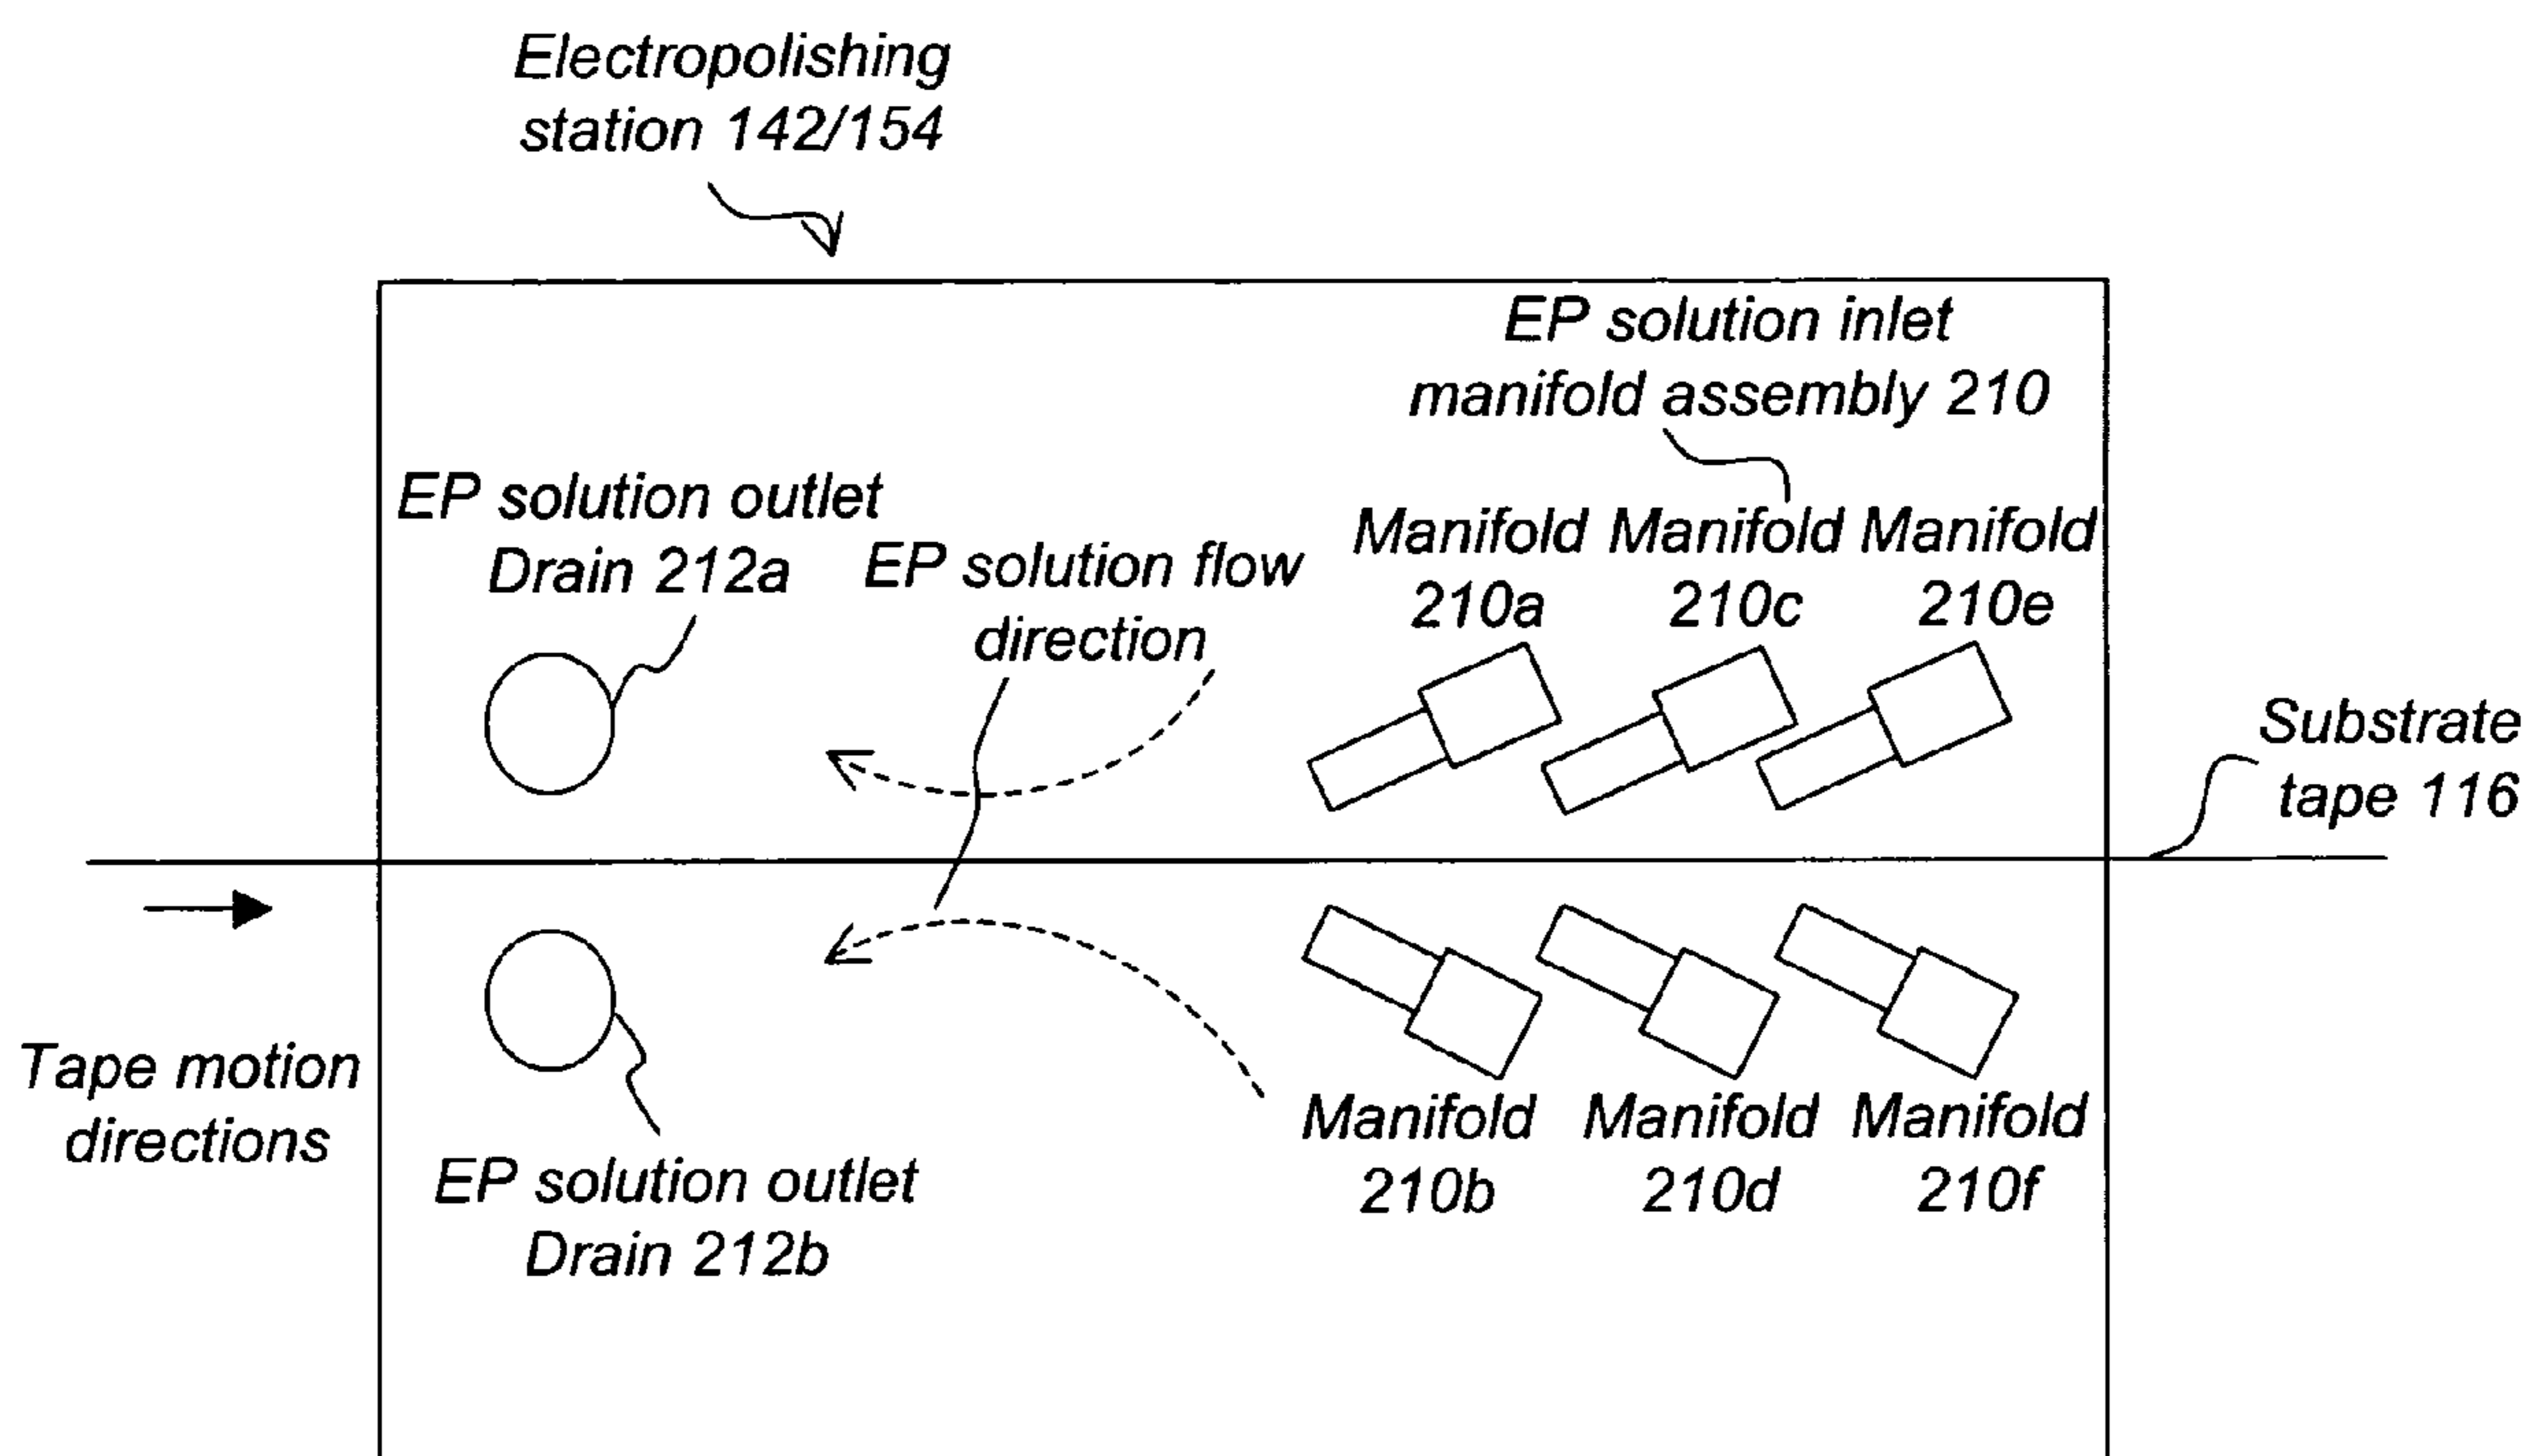 Electropolishing
station 142/154
EP solution inlet
manifold assembly 210
EP solution outlet
Drain 212a
EP solution flow
direction
Manifold
210a
Manifold
210c
Manifold
210e
Substrate
tape 116
Tape motion
directions
EP solution outlet
Drain 212b
Manifold
210b
Manifold
210d
Manifold
210f